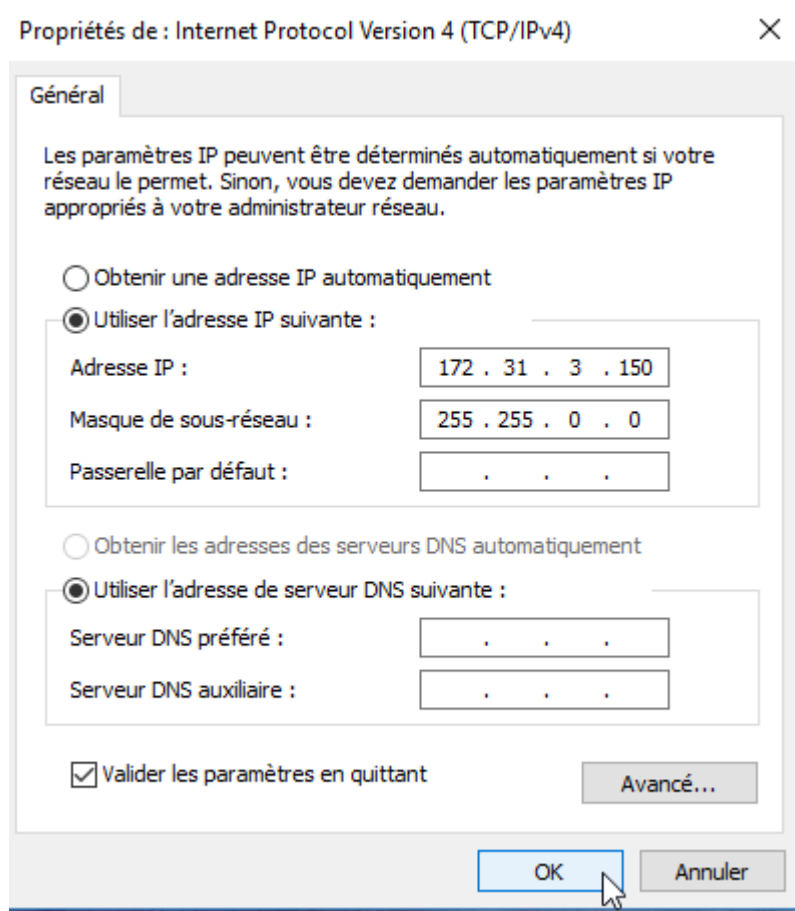 Propriétés de : Internet Protocol Version 4 (TCP/IPv4)
Général
Les paramètres IP peuvent être déterminés automatiquement si votre
réseau le permet. Sinon, vous devez demander les paramètres IP
appropriés à votre administrateur réseau.
Obtenir une adresse IP automatiquement
Utiliser l'adresse IP suivante :
Adresse IP : 172 . 31 . 3 . 150
Masque de sous-réseau : 255 . 255 . 0 . 0
Passerelle par défaut : . . .
Obtenir les adresses des serveurs DNS automatiquement
Utiliser l'adresse de serveur DNS suivante :
Serveur DNS préféré : . . .
Serveur DNS auxiliaire : . . .
Valider les paramètres en quittant
Avancé...
OK Annuler